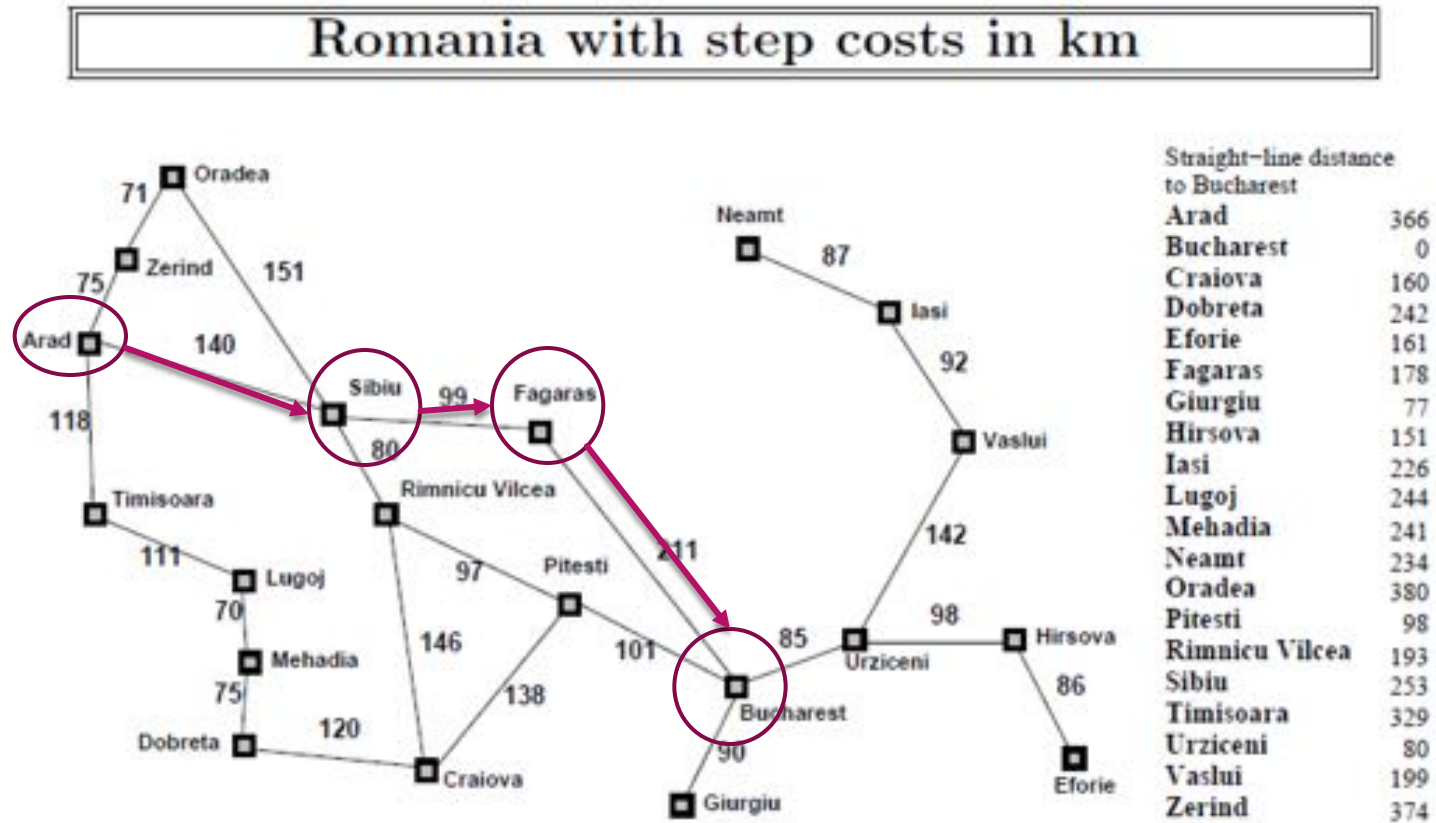 Romania with step costs in km
Oradea
71
Neamt
87
Zerind
151
75
Iasi
Arad
140
92
Sibiu
99
Fagaras
118
80
Vaslui
Timisoara
Rimnicu Vilcea
142
111
97
Pitesti
Lugoj
70
98
146
101
85
Hirsova
Urziceni
Mehadia
75
138
86
Bucharest
120
Dobreta
90
Craiova
Giurgiu
Eforie
211
Straight-line distance
to Bucharest
Arad 366
Bucharest 0
Craiova 160
Dobreta 242
Eforie 161
Fagaras 178
Giurgiu 77
Hirsova 151
Iasi 226
Lugoj 244
Mehadia 241
Neamt 234
Oradea 380
Pitesti 98
Rimnicu Vilcea 193
Sibiu 253
Timisoara 329
Urziceni 80
Vaslui 199
Zerind 374